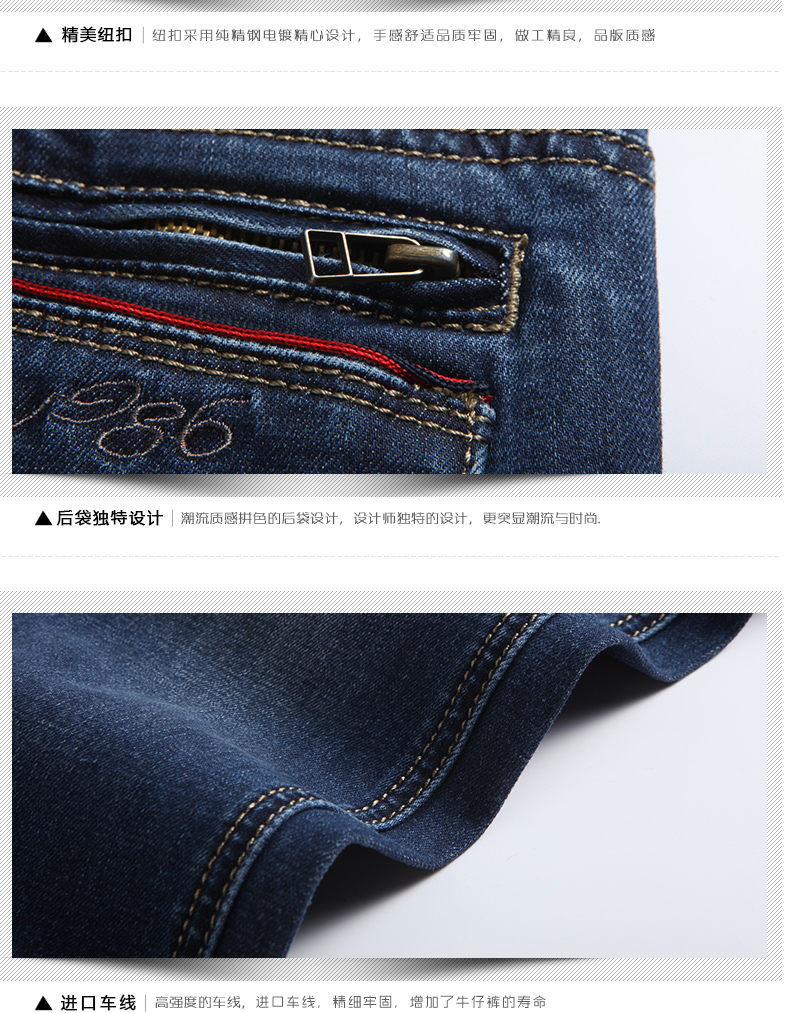 ▲ 精美纽扣 | 纽扣采用纯精钢电镀精心设计，手感舒适品质牢固，做工精良，品版质感
1986
▲后袋独特设计 | 潮流质感拼色的后袋设计，设计师独特的设计，更突显潮流与时尚.
▲ 进口车线 | 高强度的车线，进口车线，精细牢固，增加了牛仔裤的寿命